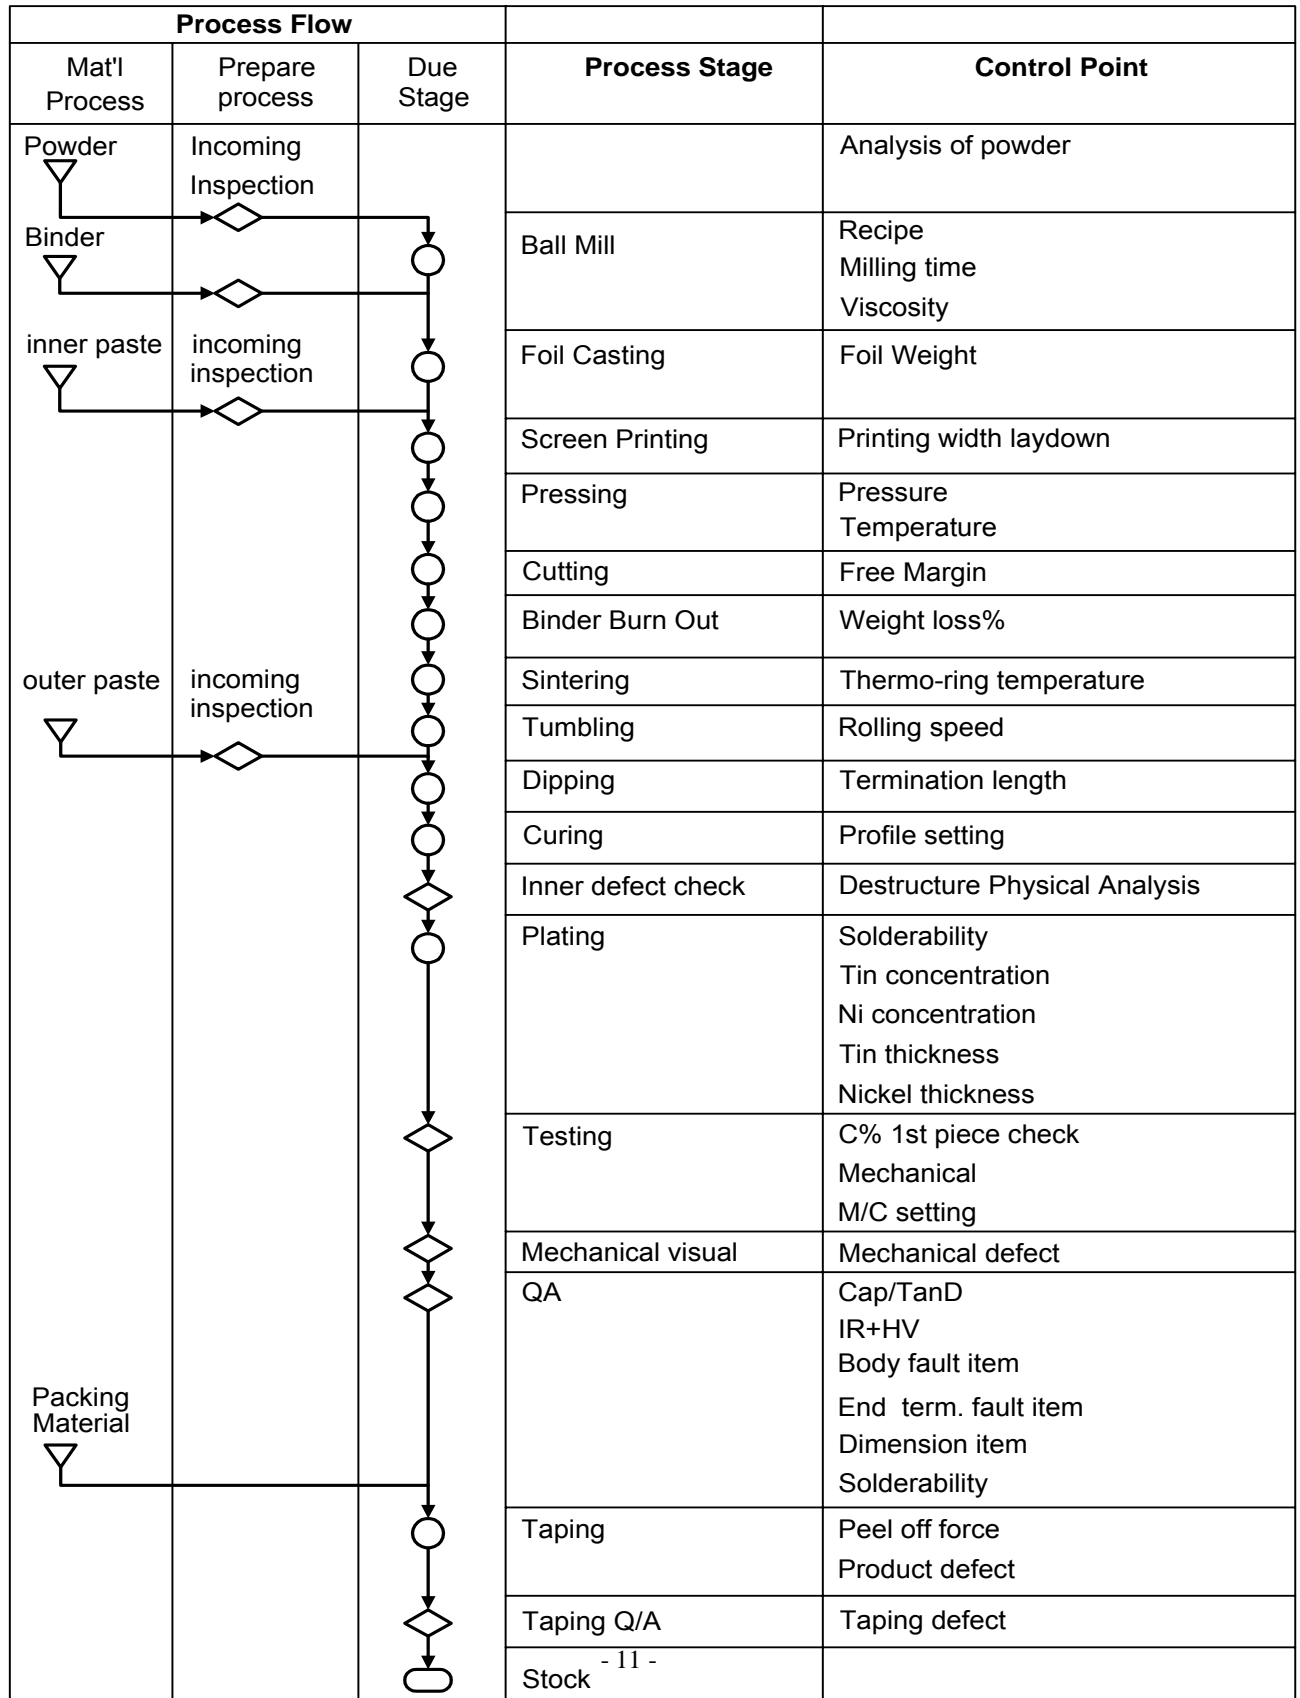 Process Flow
Mat'l
Process
Prepare
process
Due
Stage
Process Stage
Control Point
Powder
Incoming
Inspection
Analysis of powder
Binder
Ball Mill
Recipe
Milling time
Viscosity
inner paste
incoming
inspection
Foil Casting
Foil Weight
Screen Printing
Printing width laydown
Pressing
Pressure
Temperature
Cutting
Free Margin
Binder Burn Out
Weight loss%
outer paste
incoming
inspection
Sintering
Thermo-ring temperature
Tumbling
Rolling speed
Dipping
Termination length
Curing
Profile setting
Inner defect check
Destructure Physical Analysis
Plating
Solderability
Tin concentration
Ni concentration
Tin thickness
Nickel thickness
Testing
C% 1st piece check
Mechanical
M/C setting
Mechanical visual
Mechanical defect
QA
Cap/TanD
IR+HV
Body fault item
End  term. fault item
Dimension item
Solderability
Packing
Material
Taping
Peel off force
Product defect
Taping Q/A
Taping defect
Stock
- 11 -